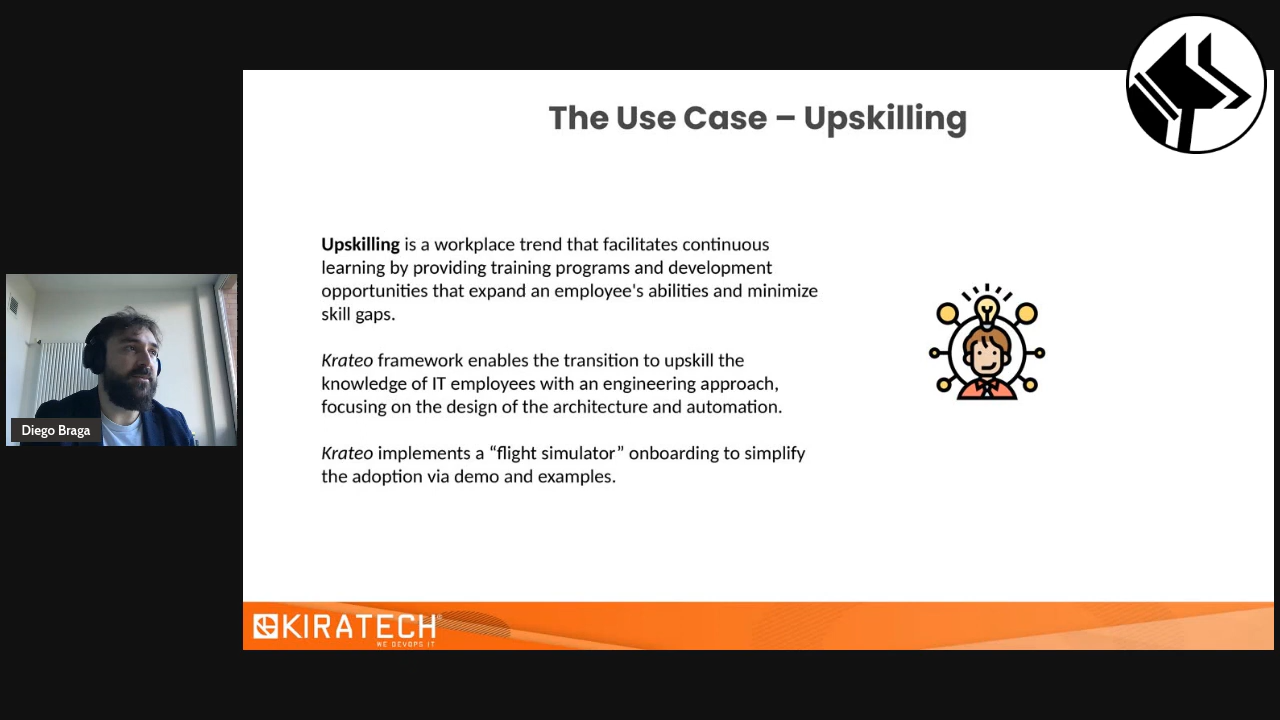 The Use Case – Upskilling
Upskilling is a workplace trend that facilitates continuous
learning by providing training programs and development
opportunities that expand an employee's abilities and minimize
skill gaps.
Krateo framework enables the transition to upskill the
knowledge of IT employees with an engineering approach,
focusing on the design of the architecture and automation.
Krateo implements a “flight simulator” onboarding to simplify
the adoption via demo and examples.
Diego Braga
KIRATECH
WE DEVOPS IT